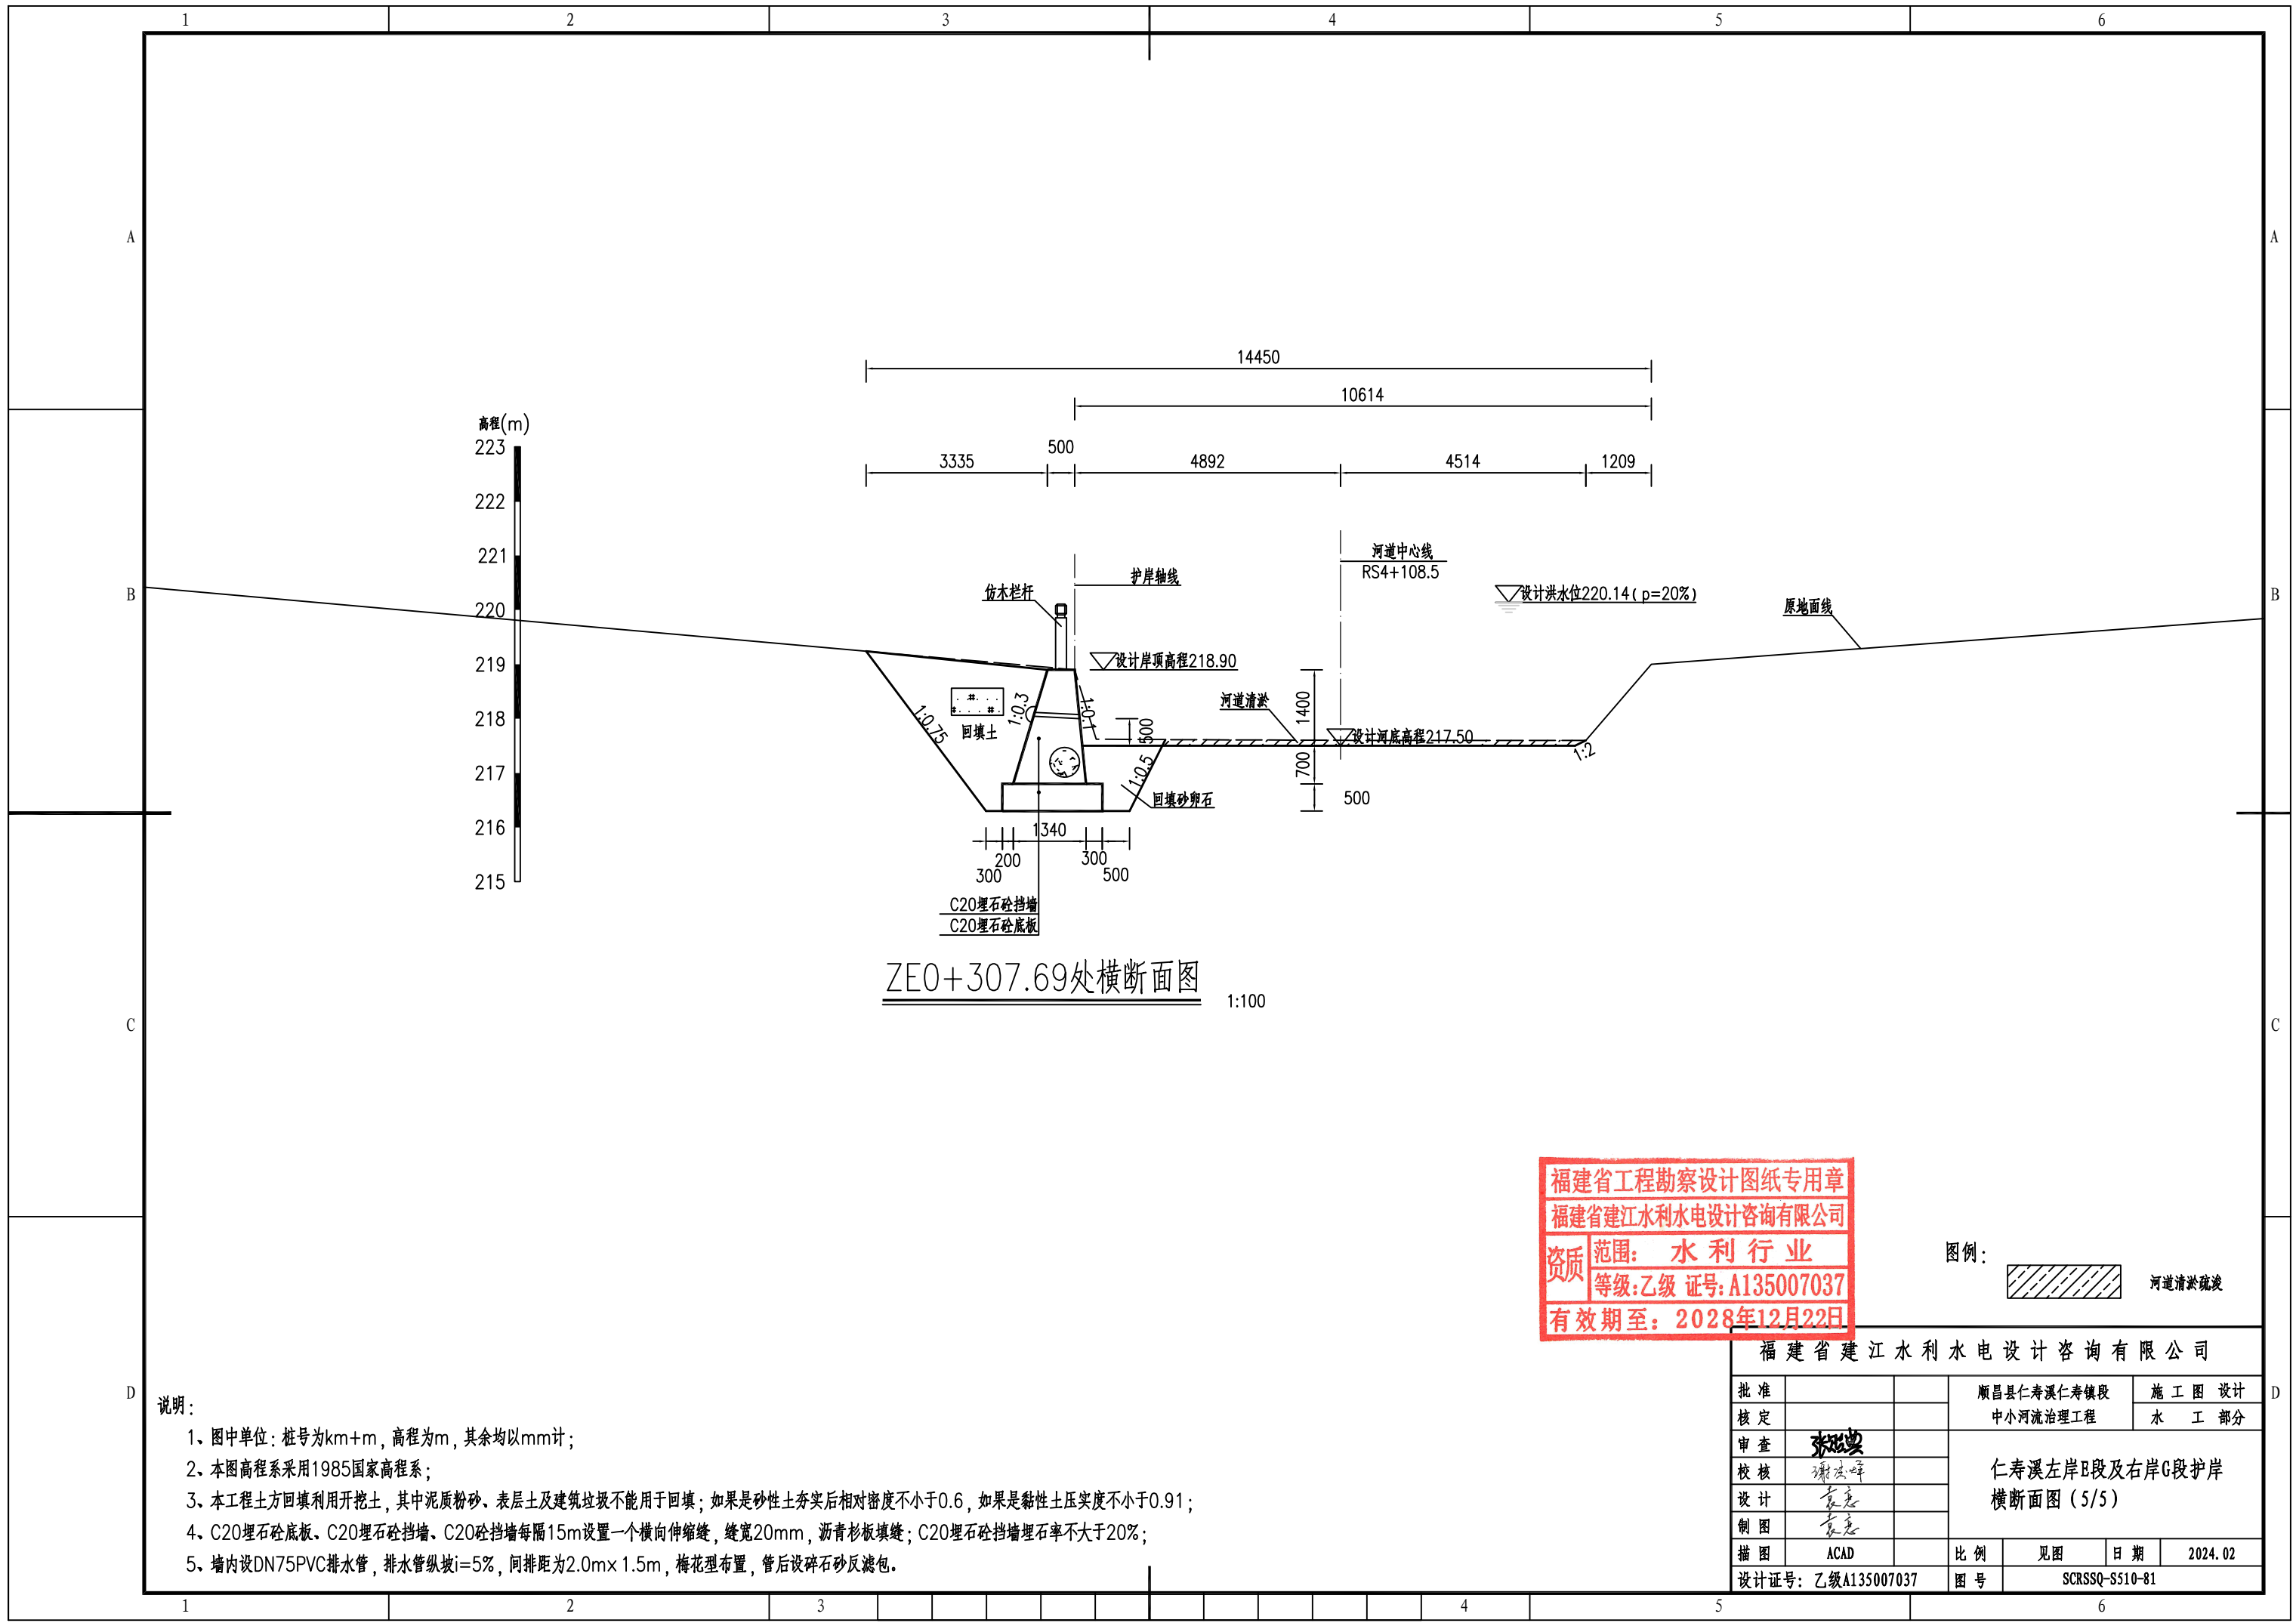 1 2 3 4 5 6
A A
14450
10614
高程(m)
500
3335 4892 4514 1209
223
222
221
220
219
218
217
216
215
B B
河道中心线
RS4+108.5
护岸轴线
仿木栏杆
设计洪水位220.14(p=20%)
原地面线
设计岸顶高程218.90
河道清淤
1:0.3
1:0.1
1:0.75
回填土
500
1400
设计河底高程217.50
1:2
1:0.5
700
回填砂卵石
500
1340
200 300
300 500
C20埋石砼挡墙
C20埋石砼底板
ZE0+307.69处横断面图
1:100
C C
福建省工程勘察设计图纸专用章
福建省建江水利水电设计咨询有限公司
资质
范围: 水利行业
等级:乙级 证号:A135007037
有效期至: 2028年12月22日
图例:
河道清淤疏浚
D D
说明:
1、图中单位:桩号为km+m,高程为m,其余均以mm计;
2、本图高程系采用1985国家高程系;
3、本工程土方回填利用开挖土,其中泥质粉砂、表层土及建筑垃圾不能用于回填;如果是砂性土夯实后相对密度不小于0.6,如果是黏性土压实度不小于0.91;
4、C20埋石砼底板、C20埋石砼挡墙、C20砼挡墙每隔15m设置一个横向伸缩缝,缝宽20mm,沥青杉板填缝;C20埋石砼挡墙埋石率不大于20%;
5、墙内设DN75PVC排水管,排水管纵坡i=5%,间排距为2.0mx1.5m,梅花型布置,管后设碎石砂反滤包。
福建省建江水利水电设计咨询有限公司
批准
核定
审查
校核
设计
制图
描图 ACAD
设计证号: 乙级A135007037
顺昌县仁寿溪仁寿镇段
中小河流治理工程
施工图 设计
水 工 部分
仁寿溪左岸E段及右岸G段护岸
横断面图(5/5)
比例 见图 日期 2024.02
图号 SCRSSQ-S510-81
1 2 3 4 5 6